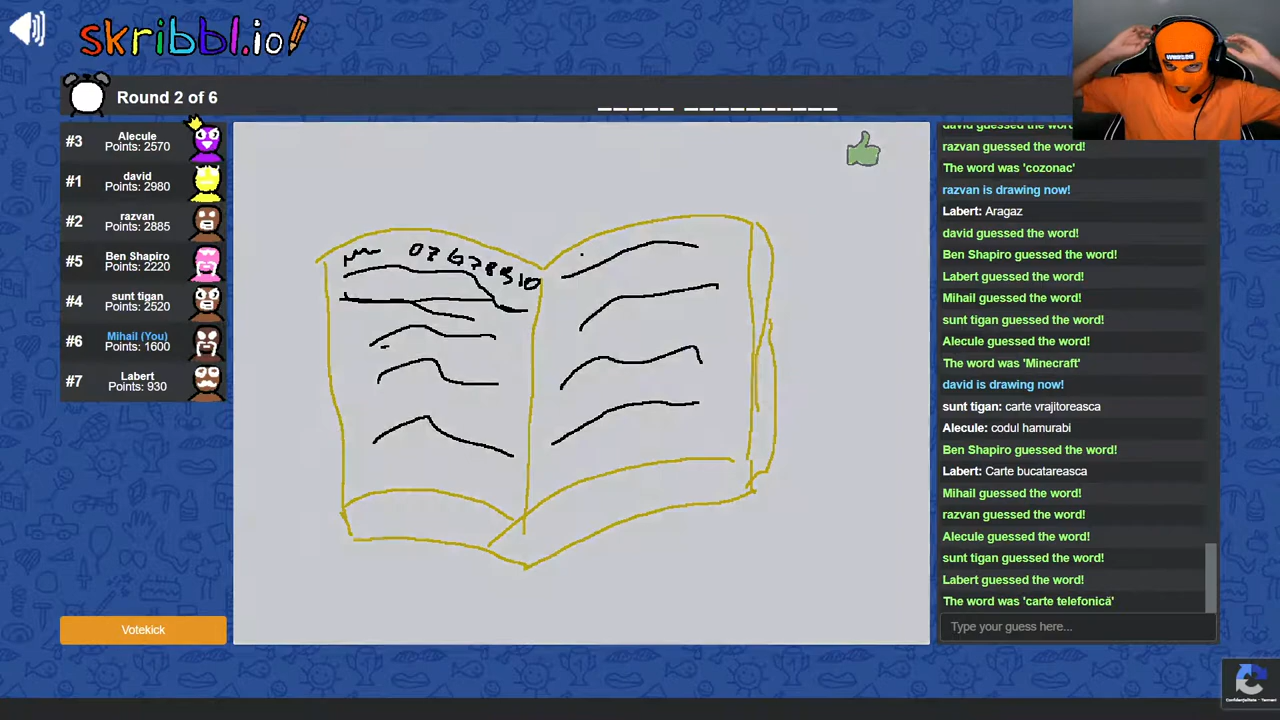 skribbl.io
Round 2 of 6
_____ __________
#3 Alecule
Points: 2570
#1 david
Points: 2980
#2 razvan
Points: 2885
#5 Ben Shapiro
Points: 2220
#4 sunt tigan
Points: 2520
#6 Mihail (You)
Points: 1600
#7 Labert
Points: 930
Votekick
david guessed the word!
razvan guessed the word!
The word was 'cozonac'
razvan is drawing now!
Labert: Aragaz
david guessed the word!
Ben Shapiro guessed the word!
Labert guessed the word!
Mihail guessed the word!
sunt tigan guessed the word!
Alecule guessed the word!
The word was 'Minecraft'
david is drawing now!
sunt tigan: carte vrajitoreasca
Alecule: codul hamurabi
Ben Shapiro guessed the word!
Labert: Carte bucatareasca
Mihail guessed the word!
razvan guessed the word!
Alecule guessed the word!
sunt tigan guessed the word!
Labert guessed the word!
The word was 'carte telefonică'
Type your guess here...